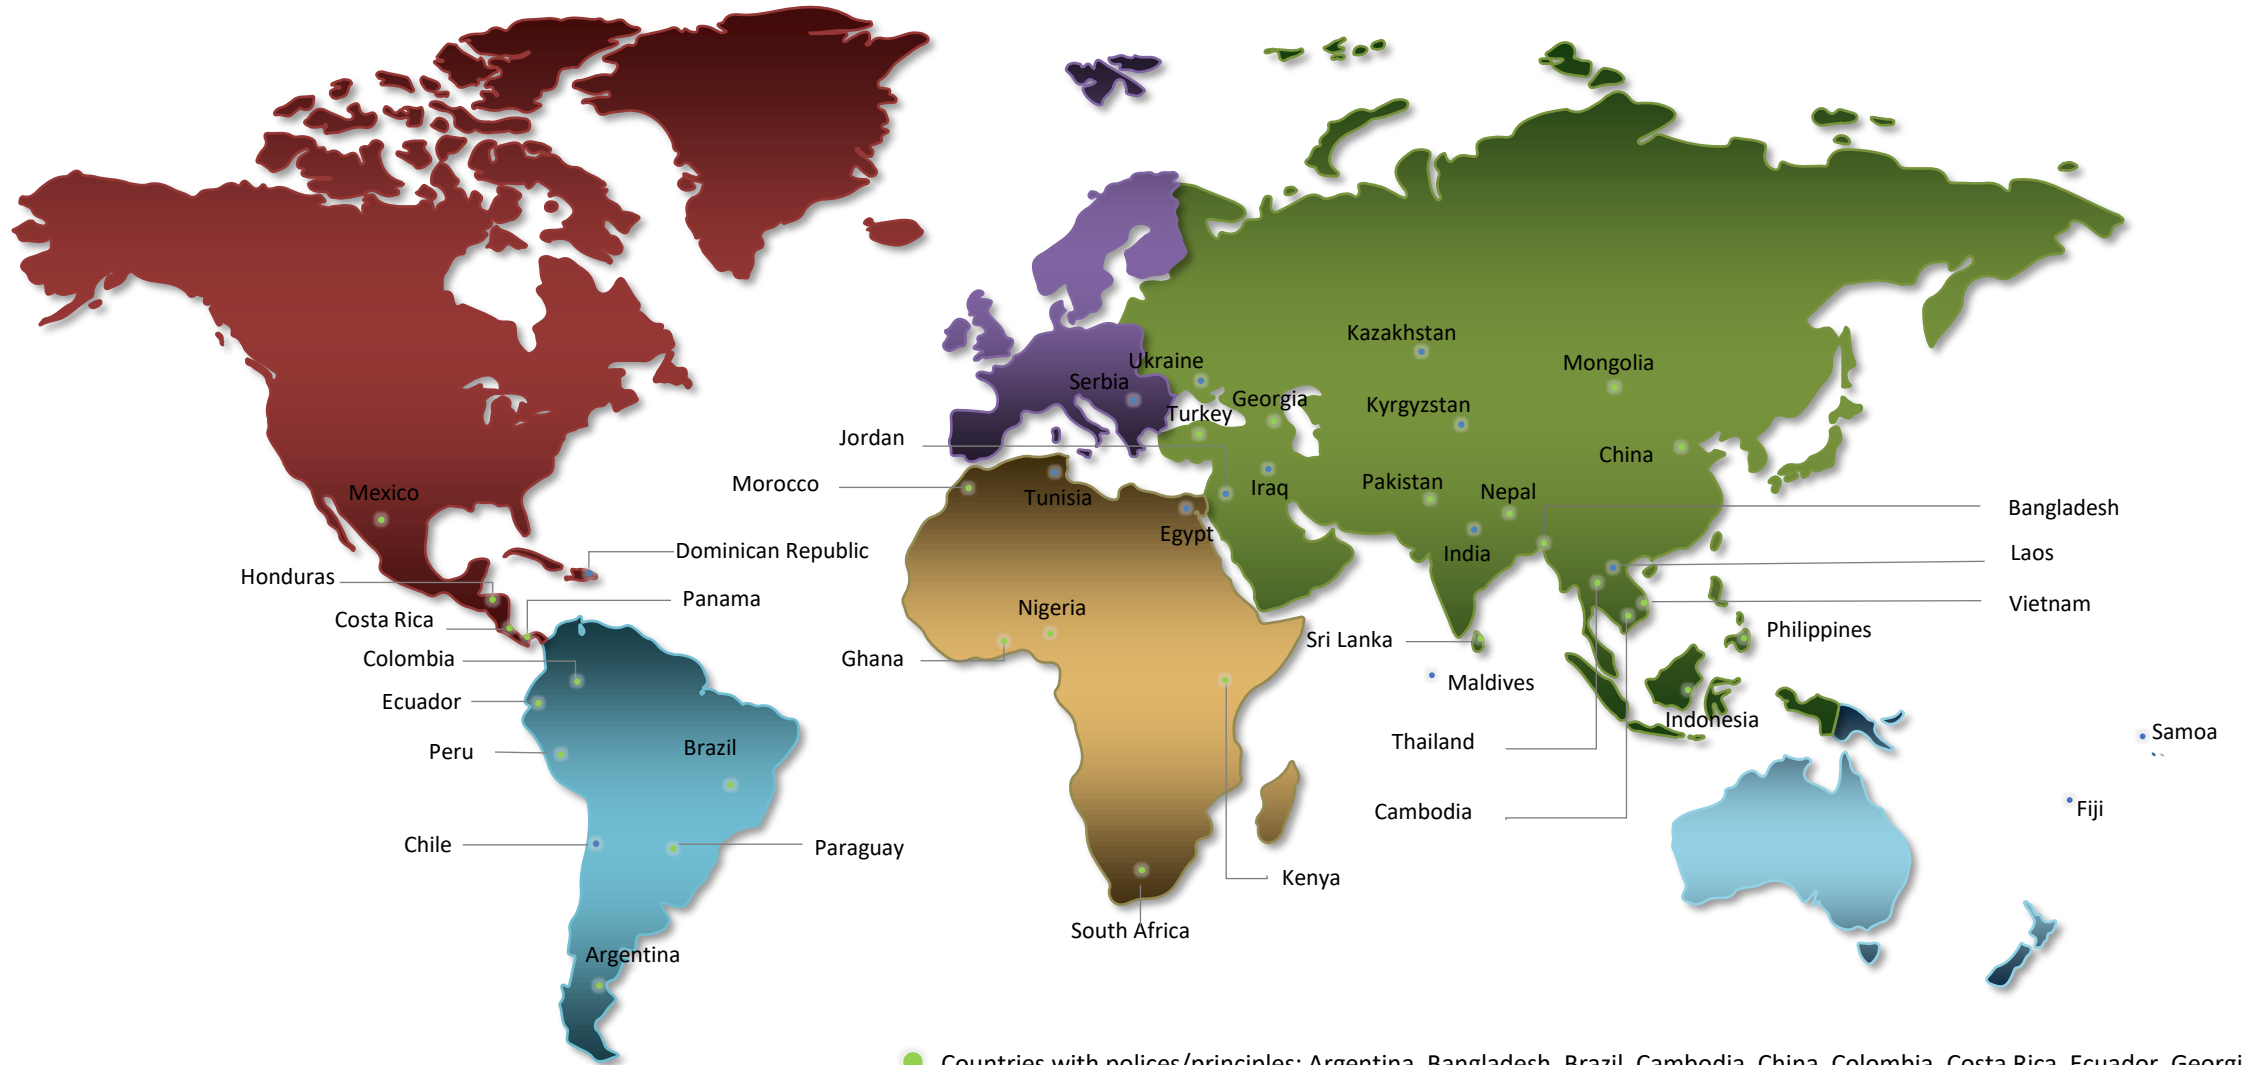 Kazakhstan
Mongolia
Ukraine
Serbia
Georgia
Kyrgyzstan
Turkey
Jordan
China
Morocco
Mexico
Tunisia
Iraq
Pakistan
Nepal
Bangladesh
Egypt
India
Dominican Republic
Laos
Honduras
Panama
Nigeria
Vietnam
Costa Rica
Sri Lanka
Philippines
Colombia
Ghana
Maldives
Ecuador
Indonesia
Samoa
Peru
Brazil
Thailand
Fiji
Cambodia
Chile
Paraguay
Kenya
South Africa
Argentina
Countries with polices/principles: Argentina, Bangladesh, Brazil, Cambodia, China, Colombia, Costa Rica, Ecuador, Georgi